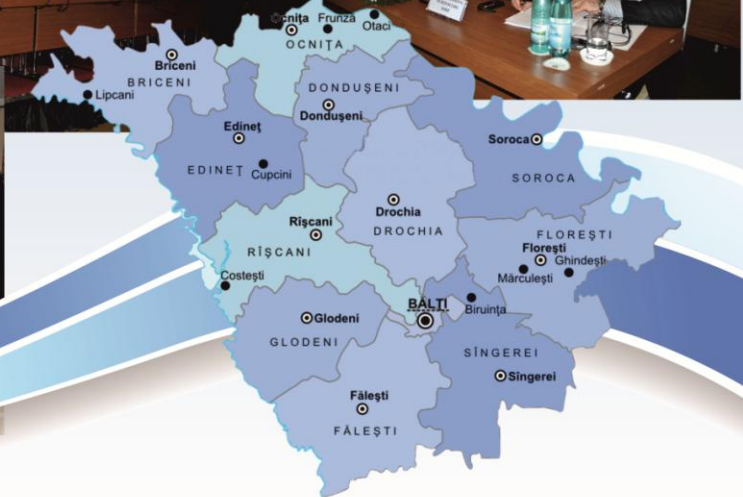 Ocnița Frunză
Otaci
OCNIȚA
Briceni
BRICENI
Lipcani
DONDUȘENI
Dondușeni
Edineț
EDINEȚ
Cupcini
Soroca
SOROCA
Drochia
DROCHIA
Rîșcani
RÎȘCANI
Costești
FLOREȘTI
Florești
Ghindești
Mărculești
BĂLȚI
Biruința
Glodeni
GLODENI
SÎNGEREI
Sîngerei
Fălești
FĂLEȘTI